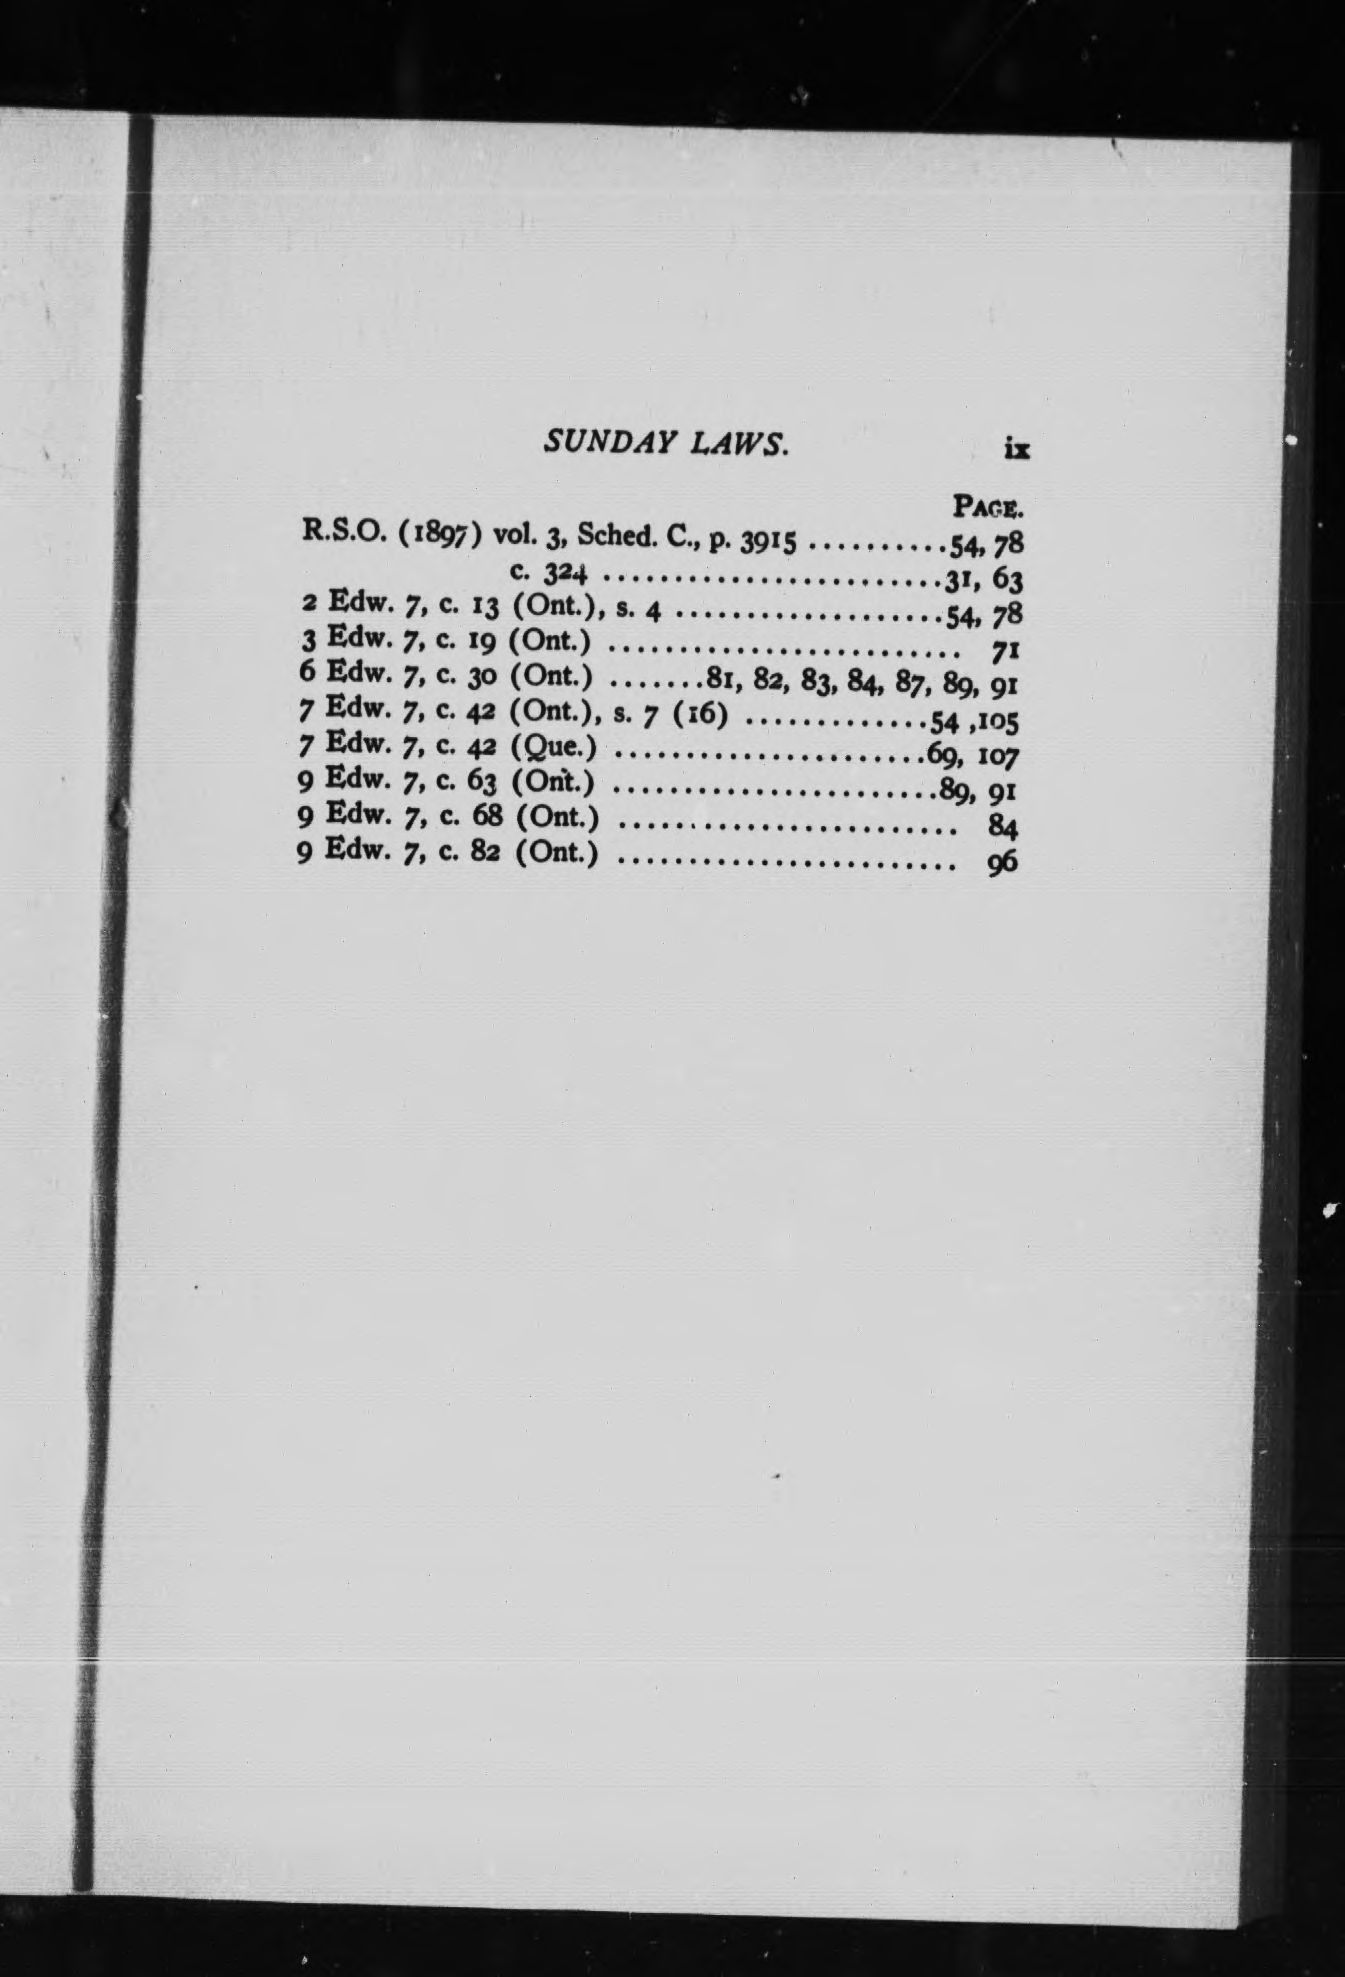 SUNDAY LAWS. ix
PAGE.
R.S.O. (1897) vol. 3, Sched. C., p. 3915 ..........54, 78
c. 324 ........................31, 63
2 Edw. 7, c. 13 (Ont.), s. 4 ...................54, 78
3 Edw. 7, c. 19 (Ont.) ......................... 71
6 Edw. 7, c. 30 (Ont.) .......81, 82, 83, 84, 87, 89, 91
7 Edw. 7, c. 42 (Ont.), s. 7 (16) .............54 ,105
7 Edw. 7, c. 42 (Que.) ......................69, 107
9 Edw. 7, c. 63 (Ont.) .......................89, 91
9 Edw. 7, c. 68 (Ont.) ........................ 84
9 Edw. 7, c. 82 (Ont.) ........................ 96